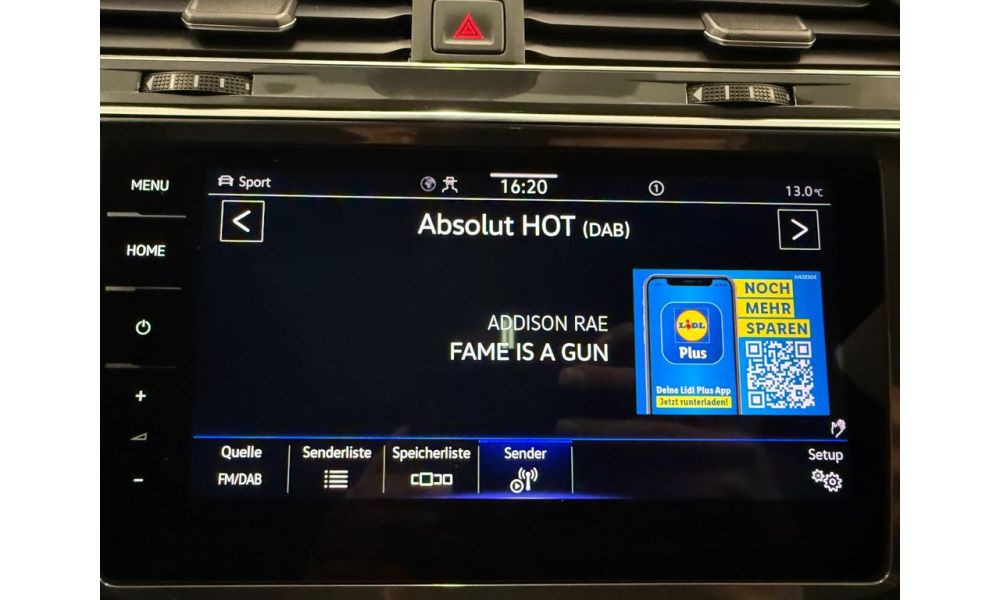 MENU
HOME
+
-
Sport
16:20
1
13.0°C
<
Absolut HOT (DAB)
>
ADDISON RAE
FAME IS A GUN
ANZEIGE
NOCH
MEHR
SPAREN
LIDL
Plus
Deine Lidl Plus App
Jetzt runterladen!
Quelle
FM/DAB
Senderliste
Speicherliste
Sender
Setup